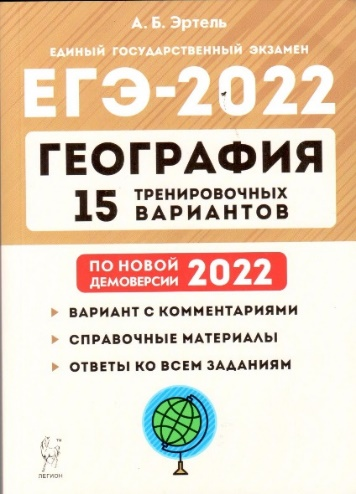 А. Б. Эртель
ЕДИНЫЙ ГОСУДАРСТВЕННЫЙ ЭКЗАМЕН
ЕГЭ-2022
ГЕОГРАФИЯ
15 ТРЕНИРОВОЧНЫХ
ВАРИАНТОВ
ПО НОВОЙ
ДЕМОВЕРСИИ 2022
ВАРИАНТ С КОММЕНТАРИЯМИ
СПРАВОЧНЫЕ МАТЕРИАЛЫ
ОТВЕТЫ КО ВСЕМ ЗАДАНИЯМ
ЛЕГИОН